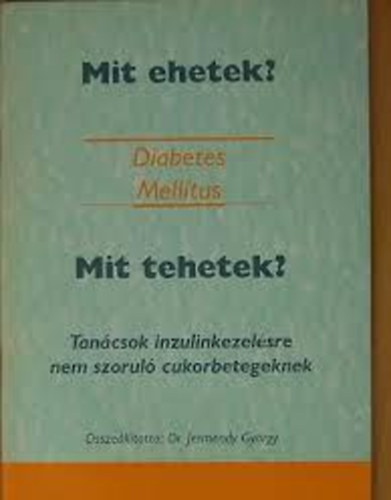 Mit ehetek?
Diabetes
Mellitus
Mit tehetek?
Tanácsok inzulinkezelésre
nem szoruló cukorbetegeknek
Összeállította: Dr. Jermendy György